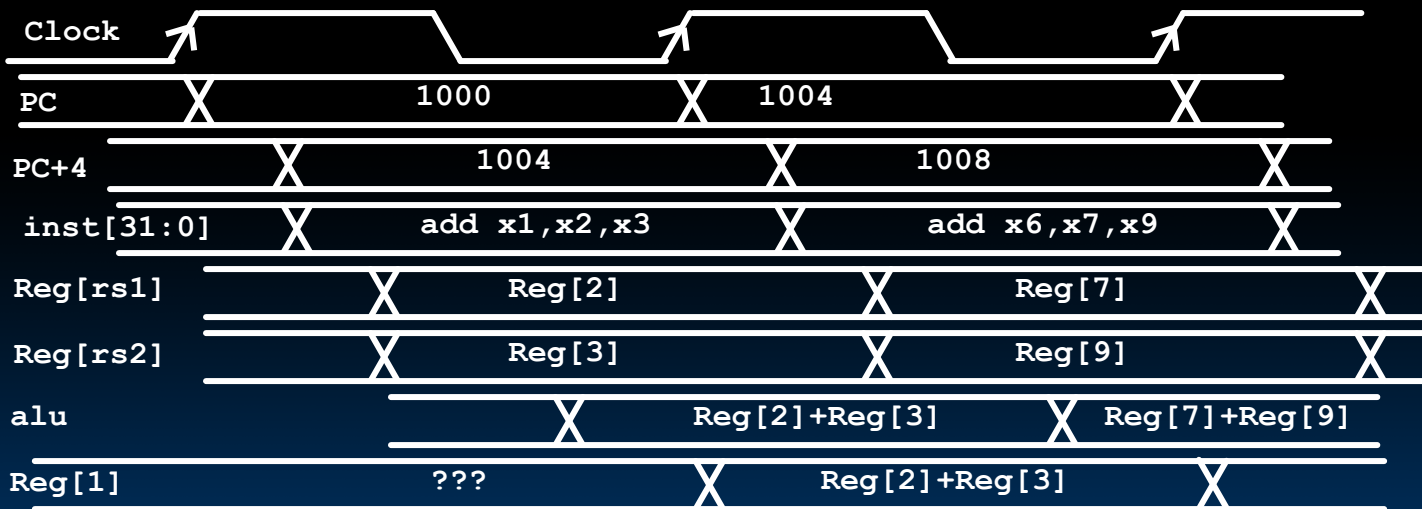 Clock
PC 1000 1004
PC+4 1004 1008
inst[31:0] add x1,x2,x3 add x6,x7,x9
Reg[rs1] Reg[2] Reg[7]
Reg[rs2] Reg[3] Reg[9]
alu Reg[2]+Reg[3] Reg[7]+Reg[9]
Reg[1] ??? Reg[2]+Reg[3]